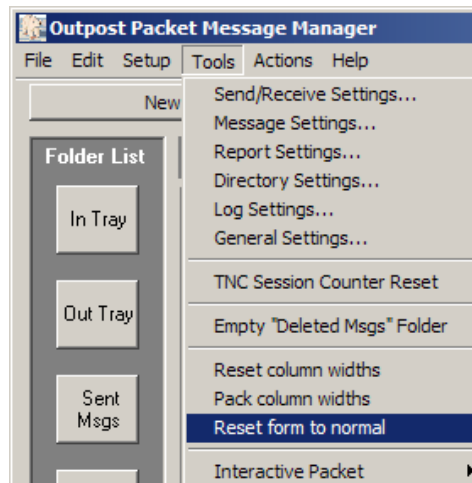 Outpost Packet Message Manager
File Edit Setup Tools Actions Help
New
Send/Receive Settings...
Message Settings...
Report Settings...
Directory Settings...
Log Settings...
General Settings...
TNC Session Counter Reset
Empty "Deleted Msgs" Folder
Reset column widths
Pack column widths
Reset form to normal
Interactive Packet
Folder List
In Tray
Out Tray
Sent
Msgs